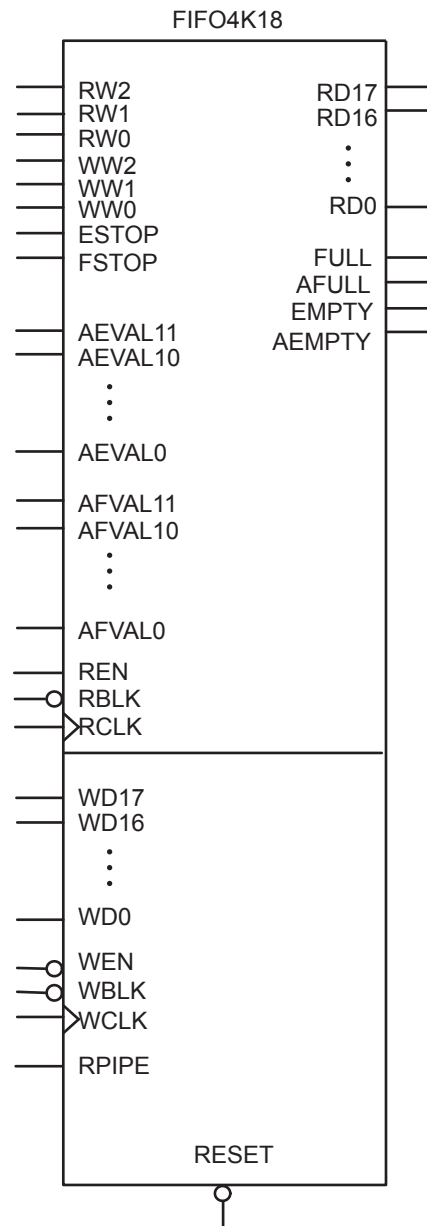 FIFO4K18
RW2
RW1
RW0
WW2
WW1
WW0
ESTOP
FSTOP
AEVAL11
AEVAL10
AEVAL0
AFVAL11
AFVAL10
AFVAL0
REN
RBLK
RCLK
RD17
RD16
RD0
FULL
AFULL
EMPTY
AEMPTY
WD17
WD16
WD0
WEN
WBLK
WCLK
RPIPE
RESET